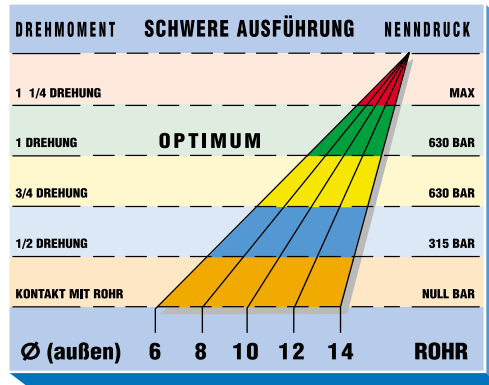 DREHMOMENT SCHWERE AUSFÜHRUNG NENNDRUCK
1 1/4 DREHUNG MAX
1 DREHUNG OPTIMUM 630 BAR
3/4 DREHUNG 630 BAR
1/2 DREHUNG 315 BAR
KONTAKT MIT ROHR NULL BAR
Ø (außen) 6 8 10 12 14 ROHR